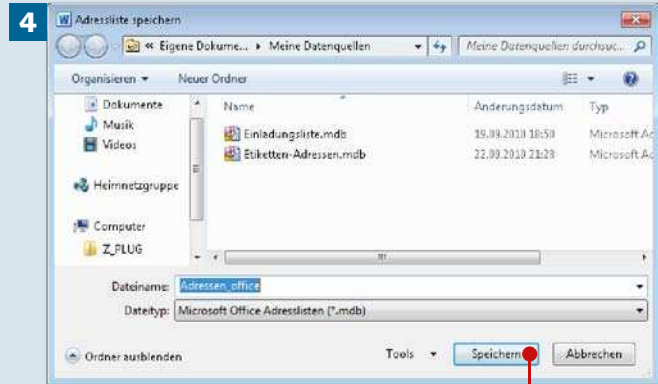 4
Adressliste speichern
« Eigene Dokume... ▸ Meine Datenquellen Meine Datenquellen durchsuc...
Organisieren Neuer Ordner
Dokumente
Musik
Videos
Heimnetzgruppe
Computer
Z_PLUG
Name Änderungsdatum Typ
Einladungsliste.mdb 19.09.2010 18:50 Microsoft Ac
Etiketten-Adressen.mdb 22.09.2010 21:28 Microsoft Ac
Dateiname: Adressen_office
Dateityp: Microsoft Office Adresslisten (*.mdb)
Ordner ausblenden Tools Speichern Abbrechen